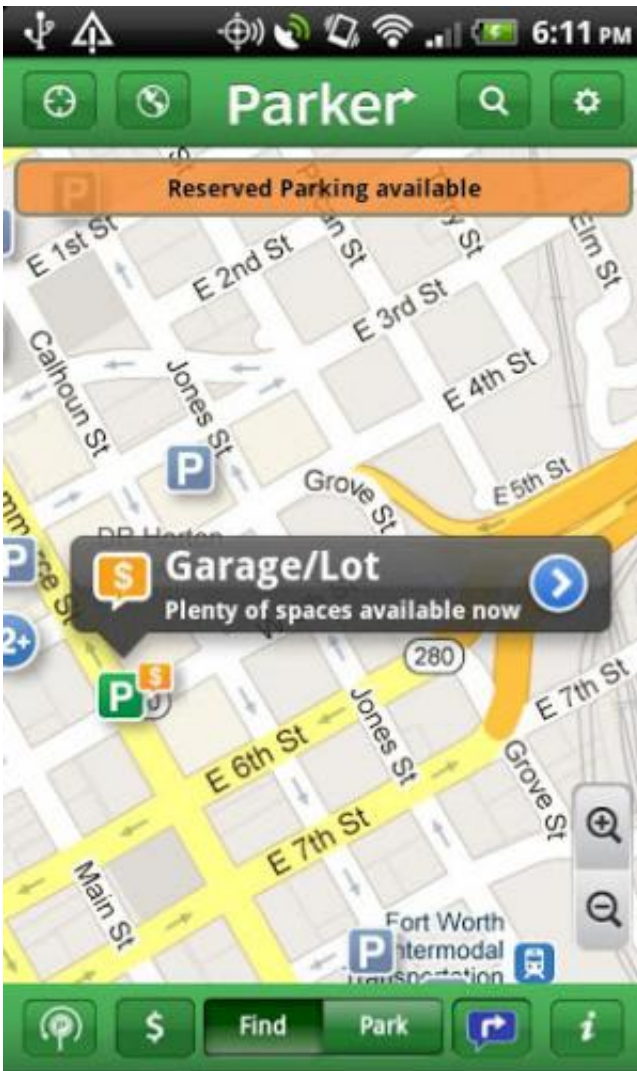 6:11 PM
Parker
Reserved Parking available
E 1st St
E 2nd St
E 3rd St
Elm St
Calhoun St
Jones St
E 4th St
P
Grove St
E 5th St
P
$
Garage/Lot
Plenty of spaces available now
2+
280
P
$
E 7th St
Jones St
E 6th St
Grove St
E 7th St
Main St
Fort Worth
P
P $ Find Park i